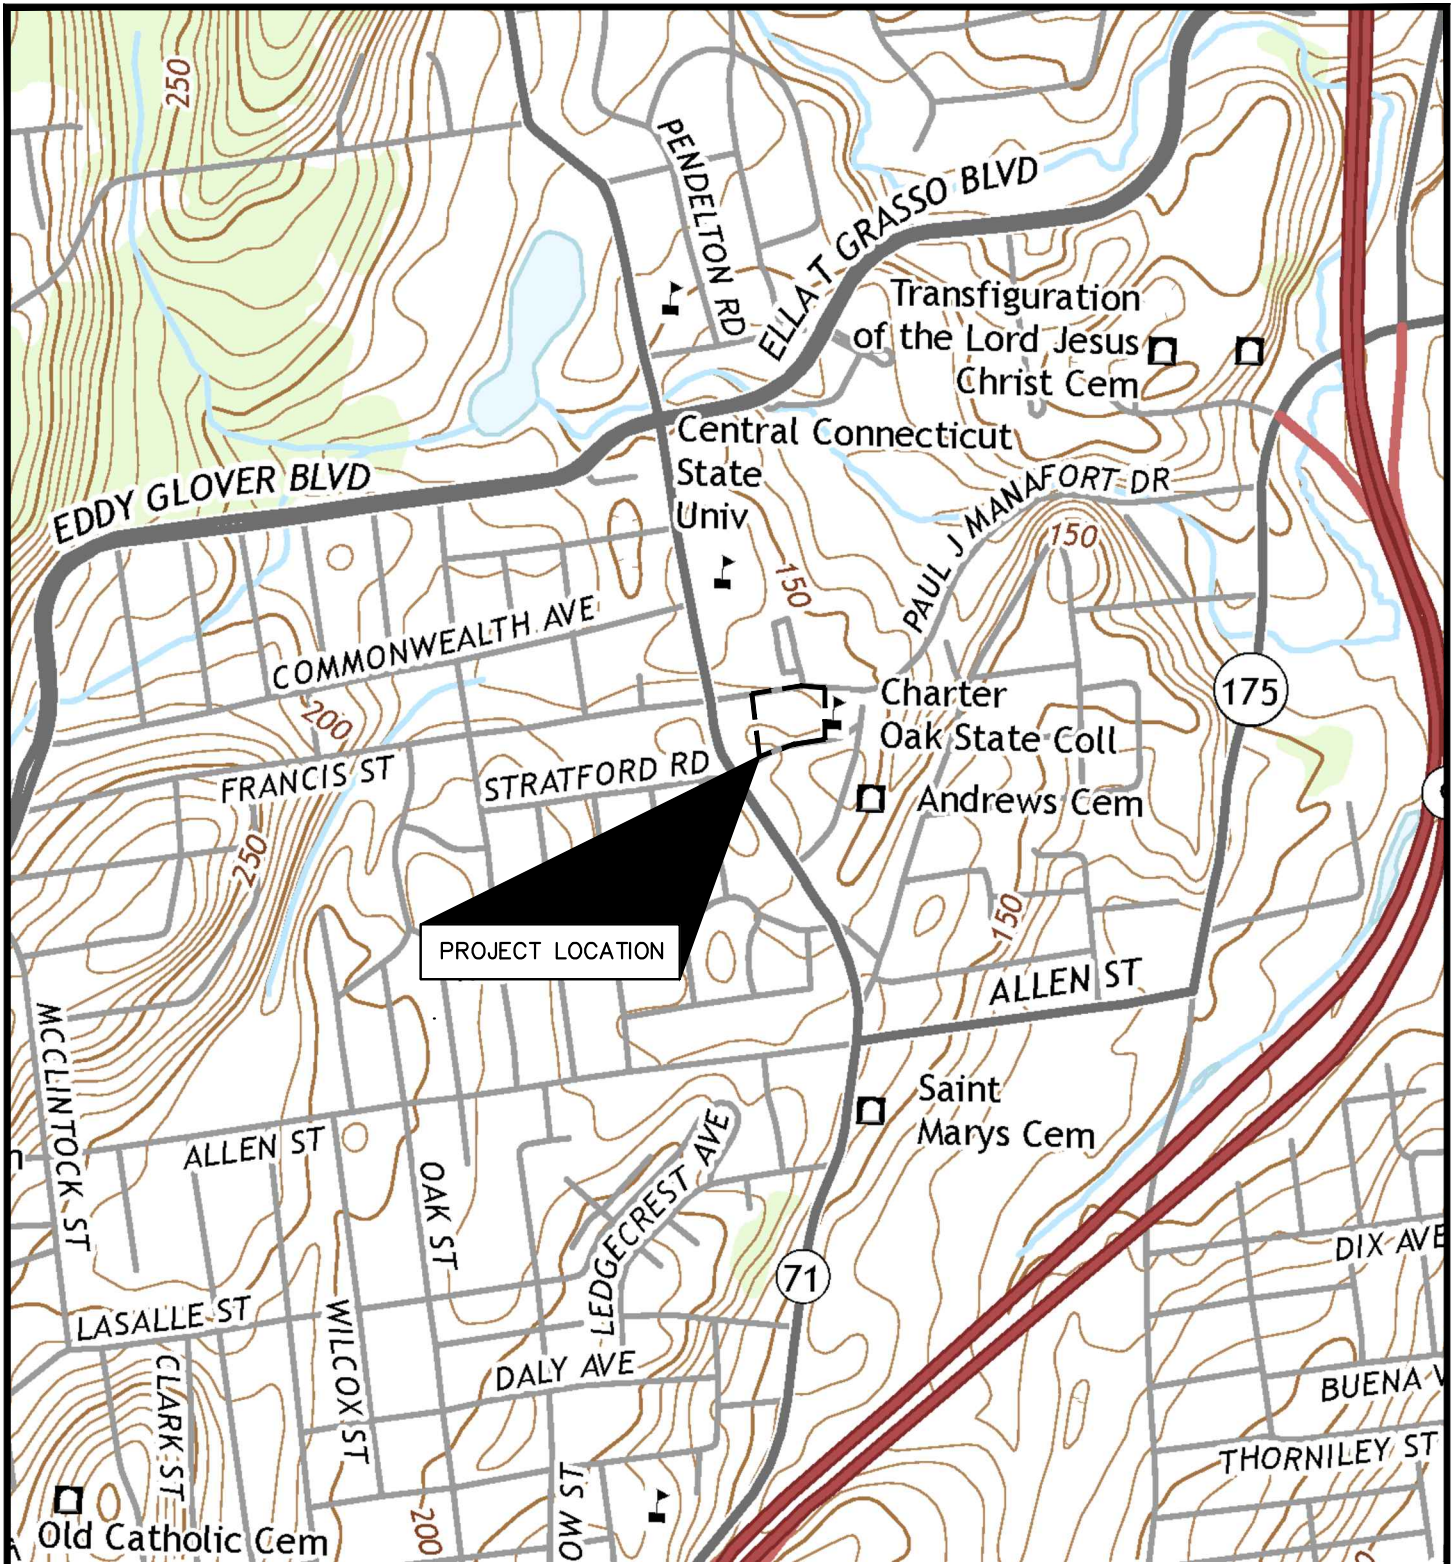 250
PENDELTON RD
ELLA T GRASSO BLVD
Transfiguration
of the Lord Jesus
Christ Cem
Central Connecticut
State
Univ
EDDY GLOVER BLVD
PAUL J MANAFORT DR
150
150
COMMONWEALTH AVE
200
175
Charter
Oak State Coll
FRANCIS ST
STRATFORD RD
Andrews Cem
250
150
PROJECT LOCATION
ALLEN ST
MCCLINTOCK ST
Saint
Marys Cem
ALLEN ST
OAK ST
LEDGECREST AVE
71
DIX AVE
LASALLE ST
WILCOX ST
DALY AVE
CLARK ST
BUENA V
THORNILEY ST
OW ST
200
Old Catholic Cem